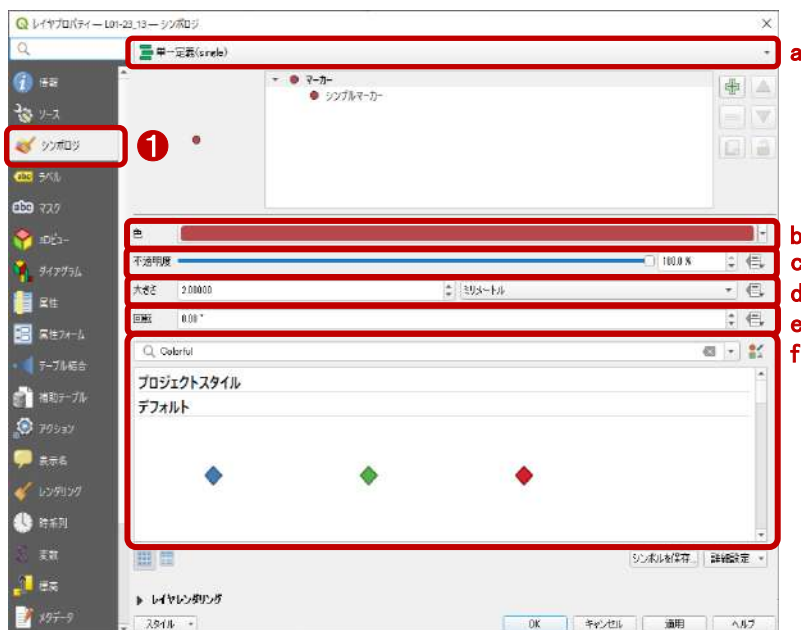 レイヤプロパティ — L01-23_13 — シンボロジ
単一定義(single)
a
情報
ソース
シンボロジ
1
ラベル
マスク
3Dビュー
ダイアグラム
属性
属性フォーム
テーブル結合
補助テーブル
アクション
表示名
レンダリング
時系列
変数
標高
メタデータ
マーカー
シンプルマーカー
色
b
不透明度
100.0 %
c
大きさ
2.00000
ミリメートル
d
回転
0.00 °
e
Colorful
f
プロジェクトスタイル
デフォルト
シンボルを保存...
詳細設定
レイヤレンダリング
スタイル
OK
キャンセル
適用
ヘルプ